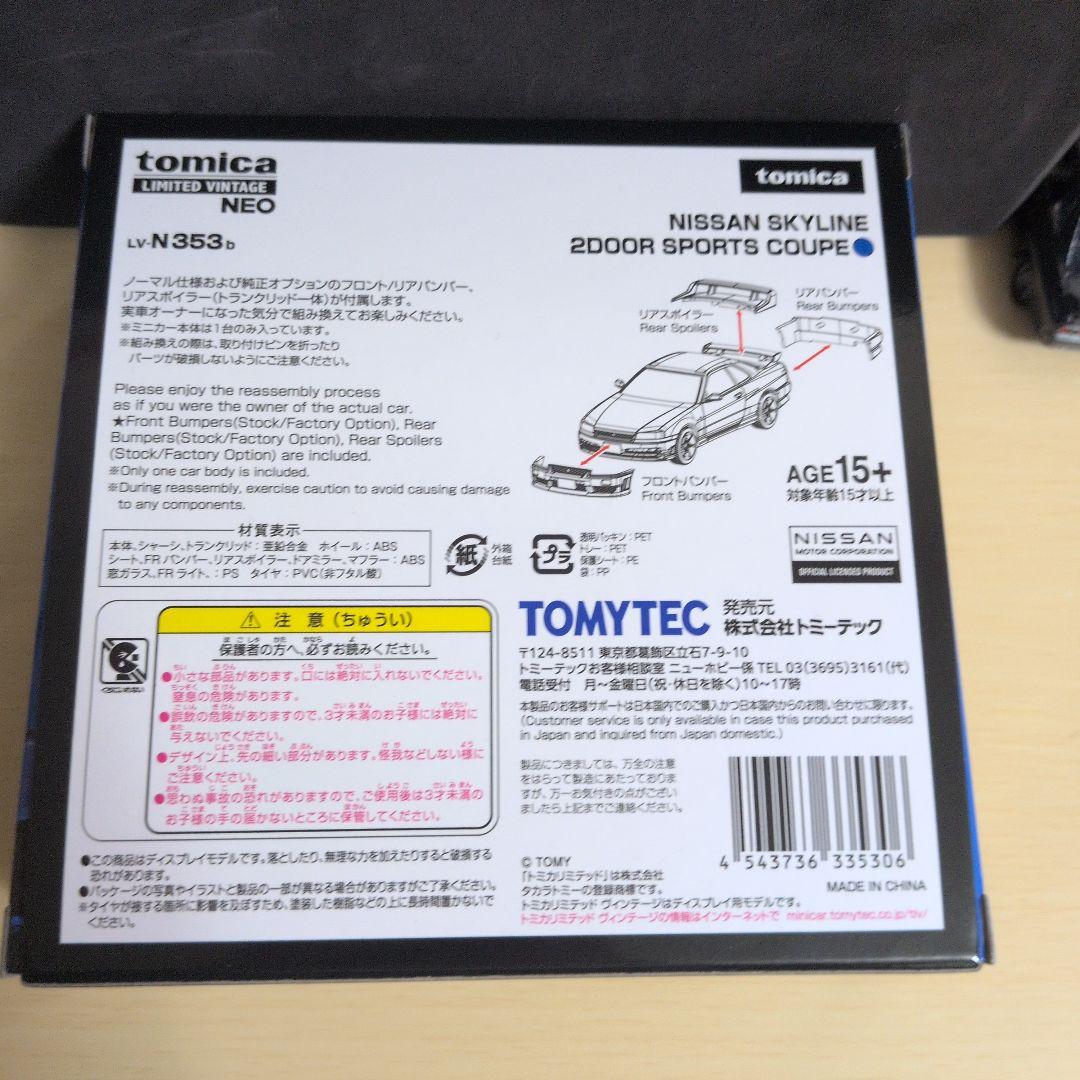 tomica
LIMITED VINTAGE
NEO
LV-N353b
tomica
NISSAN SKYLINE
2DOOR SPORTS COUPE
ノーマル仕様および純正オプションのフロント/リアバンパー、
リアスポイラー(トランクリッド一体)が付属します。
実車オーナーになった気分で組み換えてお楽しみください。
※ミニカー本体は1台のみ入っています。
※組み換えの際は、取り付けピンを折ったり
パーツが破損しないようにご注意ください。
Please enjoy the reassembly process
as if you were the owner of the actual car.
★Front Bumpers(Stock/Factory Option), Rear
Bumpers(Stock/Factory Option), Rear Spoilers
(Stock/Factory Option) are included.
※Only one car body is included.
※During reassembly, exercise caution to avoid causing damage
to any components.
リアスポイラー
Rear Spoilers
リアバンパー
Rear Bumpers
フロントバンパー
Front Bumpers
AGE15+
対象年齢15才以上
材質表示
本体、シャーシ、トランクリッド:亜鉛合金 ホイール:ABS
シート、FRバンパー、リアスポイラー、ドアミラー、マフラー:ABS
窓ガラス、FRライト、:PS タイヤ:PVC(非フタル酸)
紙
外箱
台紙
プラ
透明パッキン:PET
トレー:PET
保護シート:PE
袋:PP
NISSAN
MOTOR CORPORATION
OFFICIAL LICENSED PRODUCT
⚠ 注 意(ちゅうい)
保護者の方へ、必ずお読みください。
●小さな部品があります。口には絶対に入れないでください。
窒息の危険があります。
●誤飲の危険がありますので、3才未満のお子様には絶対に
与えないでください。
●デザイン上、先の細い部分があります。怪我などしない様に
ご注意ください。
●思わぬ事故の恐れがありますので、ご使用後は3才未満の
お子様の手の届かないところに保管してください。
くちにいれない
●この商品はディスプレイモデルです。落としたり、無理な力を加えたりすると破損する
恐れがあります。
●パッケージの写真やイラストと製品の一部が異なる場合がありますがご了承ください。
※タイヤが接する箇所に影響を及ぼすため、塗装した樹脂などの上に長時間置かないで
ください。
TOMYTEC
発売元
株式会社トミーテック
〒124-8511 東京都葛飾区立石7-9-10
トミーテックお客様相談室 ニューホビー係 TEL 03(3695)3161(代)
電話受付 月〜金曜日(祝・休日を除く)10〜17時
本製品のお客様サポートは日本国内でのご購入かつ日本国内からのお問い合わせに限ります。
(Customer service is only available in case this product purchased
in Japan and inquired from Japan domestic.)
製品につきましては、万全の注意
をはらって製造にあたっておりま
すが、万一お気付きの点がござい
ましたら上記までご連絡ください。
4 543736 335306
© TOMY
「トミカリミテッド」は株式会社
タカラトミーの登録商標です。
MADE IN CHINA
トミカリミテッド ヴィンテージはディスプレイ用モデルです。
トミカリミテッド ヴィンテージの情報はインターネットで minicar.tomytec.co.jp/tlv/